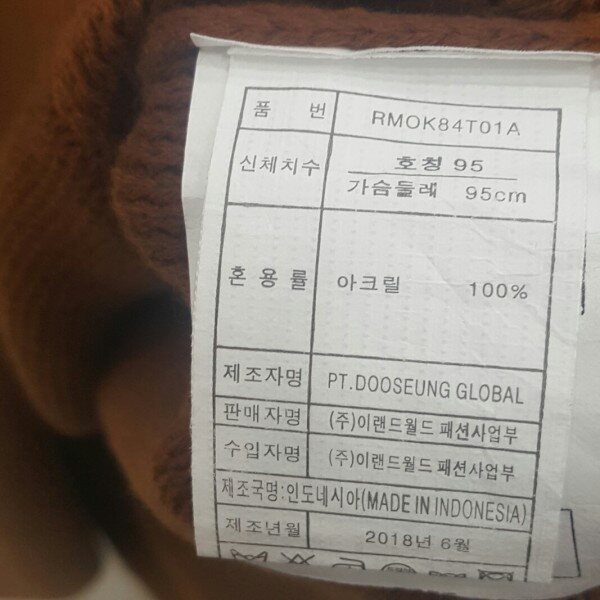 품 번 RMOK84T01A
신체치수 호칭 95
가슴둘레 95cm
혼용률 아크릴 100%
제조자명 PT.DOOSEUNG GLOBAL
판매자명 (주)이랜드월드 패션사업부
수입자명 (주)이랜드월드 패션사업부
제조국명:인도네시아(MADE IN INDONESIA)
제조년월 2018년 6월